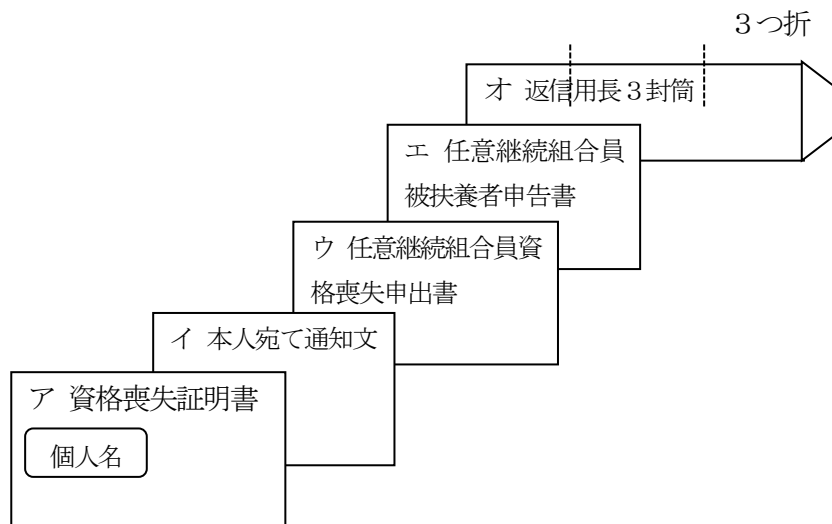 ３つ折
オ 返信用長３封筒
エ 任意継続組合員
被扶養者申告書
ウ 任意継続組合員資
格喪失申出書
イ 本人宛て通知文
ア 資格喪失証明書
個人名